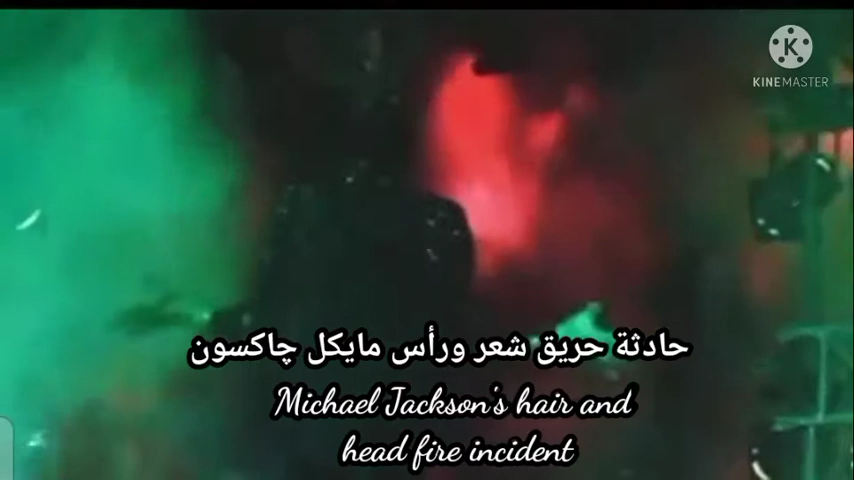 KINEMASTER
حادثة حريق شعر ورأس مايكل چاكسون
Michael Jackson's hair and
head fire incident